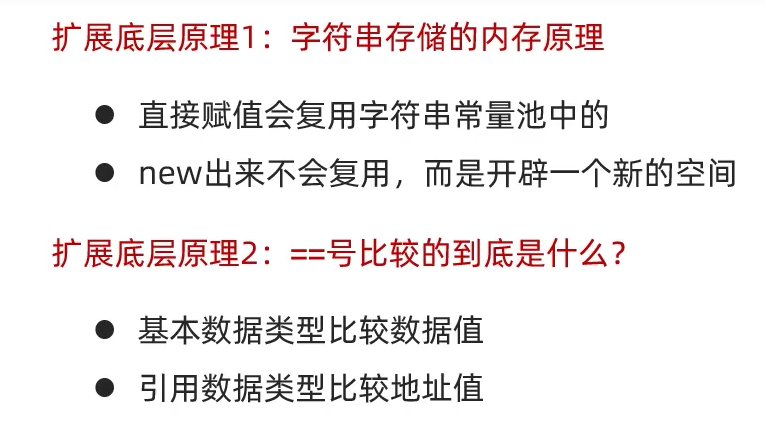 扩展底层原理1：字符串存储的内存原理
● 直接赋值会复用字符串常量池中的
● new出来不会复用，而是开辟一个新的空间
扩展底层原理2：==号比较的到底是什么？
● 基本数据类型比较数据值
● 引用数据类型比较地址值